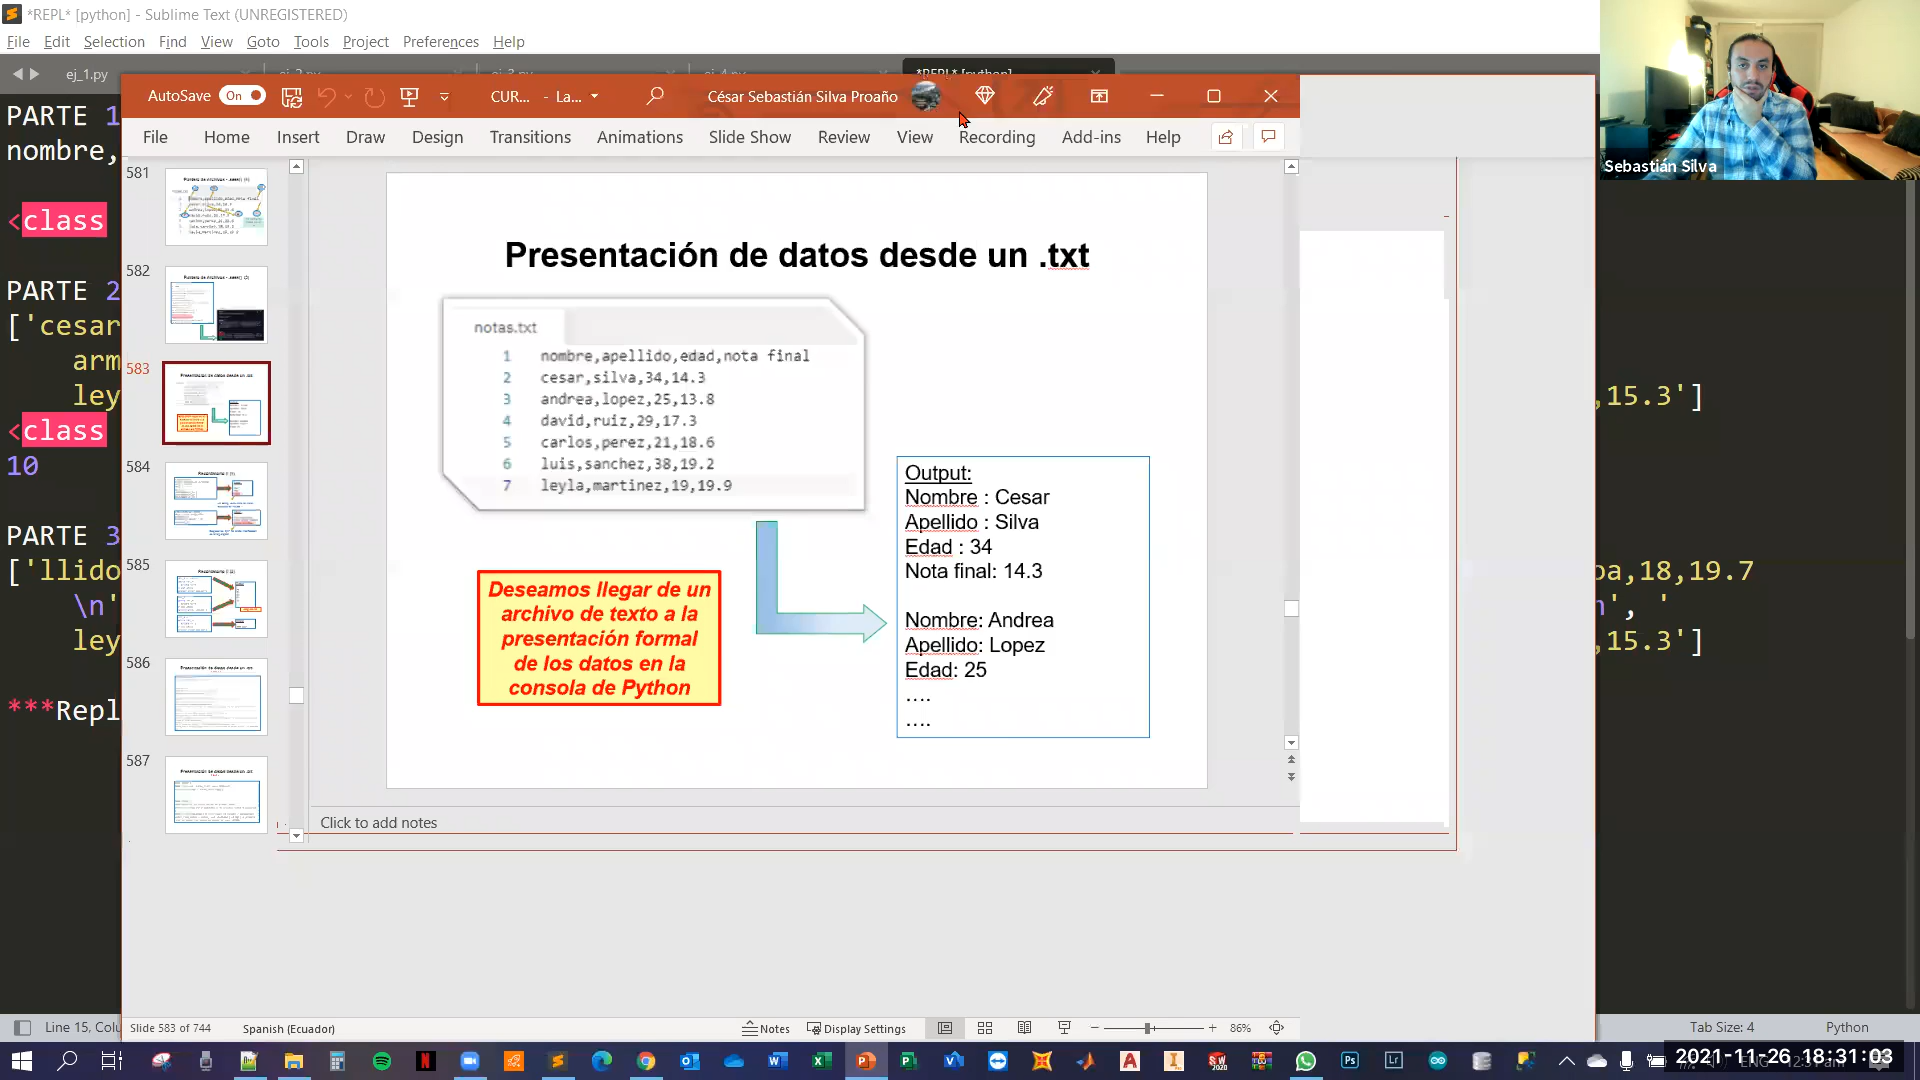 *REPL* [python] - Sublime Text (UNREGISTERED)
File Edit Selection Find View Goto Tools Project Preferences Help
ej_1.py ej_2.py ej_3.py ej_4.py *REPL* [python]
AutoSave On CUR... - La... César Sebastián Silva Proaño
File Home Insert Draw Design Transitions Animations Slide Show Review View Recording Add-ins Help
PARTE 1
nombre,
<class
PARTE 2
['cesar
arm
ley
,15.3']
<class
10
PARTE 3
['llido
oa,18,19.7
\n'
n', '
ley
,15.3']
***Repl
581
582
583
584
585
586
587
Presentación de datos desde un .txt
notas.txt
1 nombre,apellido,edad,nota final
2 cesar,silva,34,14.3
3 andrea,lopez,25,13.8
4 david,ruiz,29,17.3
5 carlos,perez,21,18.6
6 luis,sanchez,38,19.2
7 leyla,martinez,19,19.9
Deseamos llegar de un
archivo de texto a la
presentación formal
de los datos en la
consola de Python
Output:
Nombre : Cesar
Apellido : Silva
Edad : 34
Nota final: 14.3
Nombre: Andrea
Apellido: Lopez
Edad: 25
....
....
Click to add notes
Slide 583 of 744 Spanish (Ecuador) Notes Display Settings 86%
Sebastián Silva
Line 15, Colu
Tab Size: 4 Python
2021-11-26 18:31:03